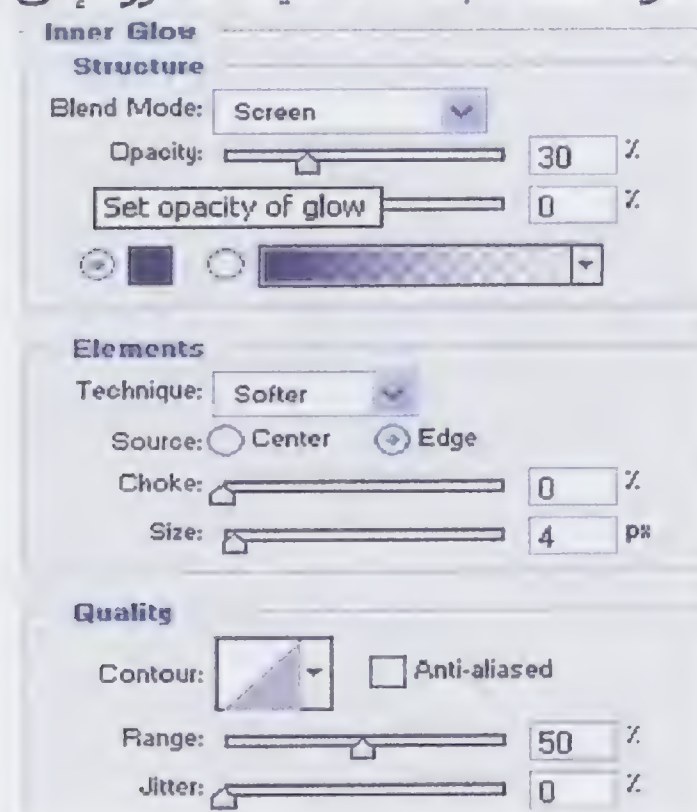 Inner Glow
Structure
Blend Mode: Screen
Opacity: 30 %
Set opacity of glow 0 %
Elements
Technique: Softer
Source: Center Edge
Choke: 0 %
Size: 4 px
Quality
Contour: Anti-aliased
Range: 50 %
Jitter: 0 %